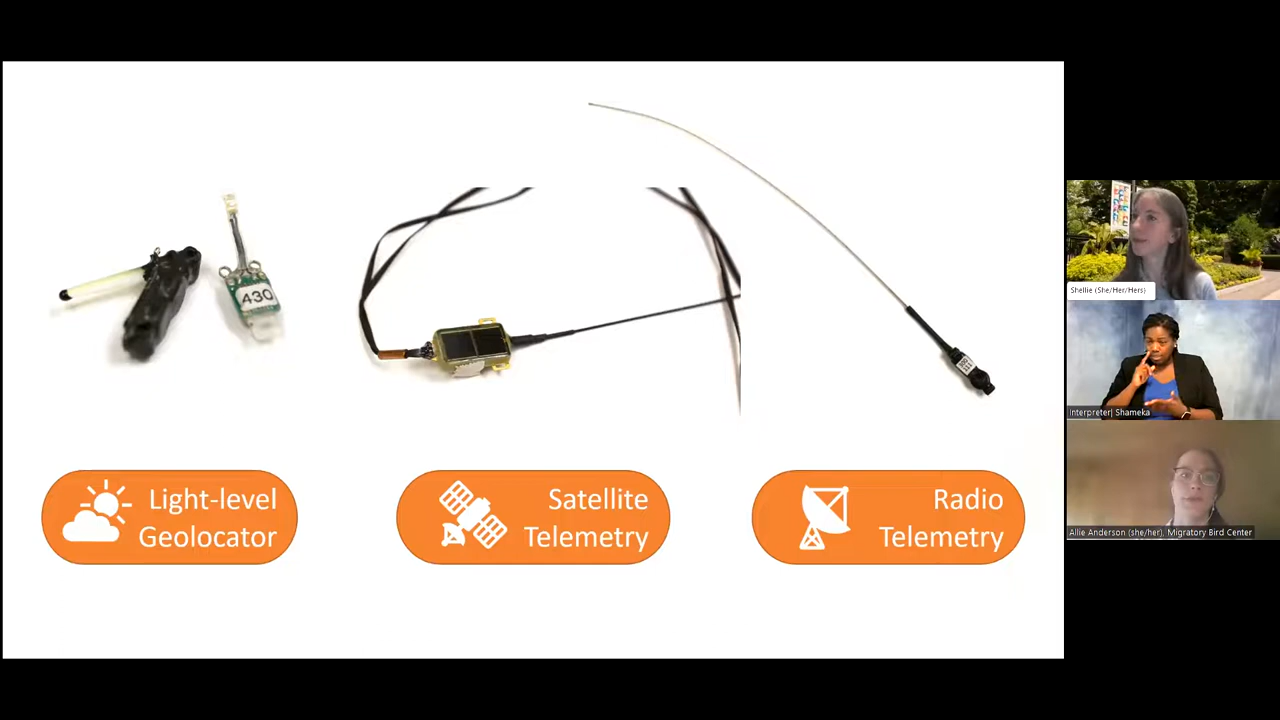 430
Light-level
Geolocator
Satellite
Telemetry
Radio
Telemetry
Shellie (She/Her/Hers)
Interpreter| Shameka
Allie Anderson (she/her), Migratory Bird Center